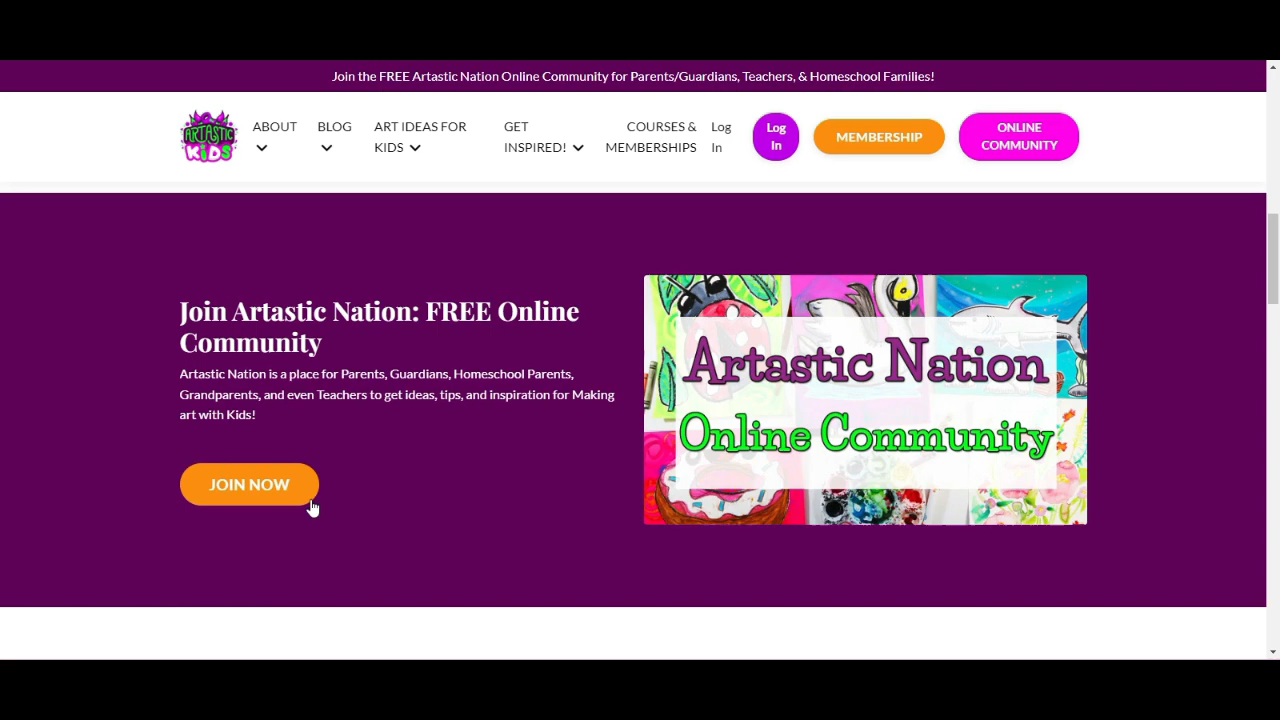 Join the FREE Artastic Nation Online Community for Parents/Guardians, Teachers, & Homeschool Families!
ARTASTIC
KiDS
ABOUT
BLOG
ART IDEAS FOR
KIDS
GET
INSPIRED!
COURSES &
MEMBERSHIPS
Log
In
Log
In
MEMBERSHIP
ONLINE
COMMUNITY
Join Artastic Nation: FREE Online
Community
Artastic Nation is a place for Parents, Guardians, Homeschool Parents,
Grandparents, and even Teachers to get ideas, tips, and inspiration for Making
art with Kids!
JOIN NOW
Artastic Nation
Online Community